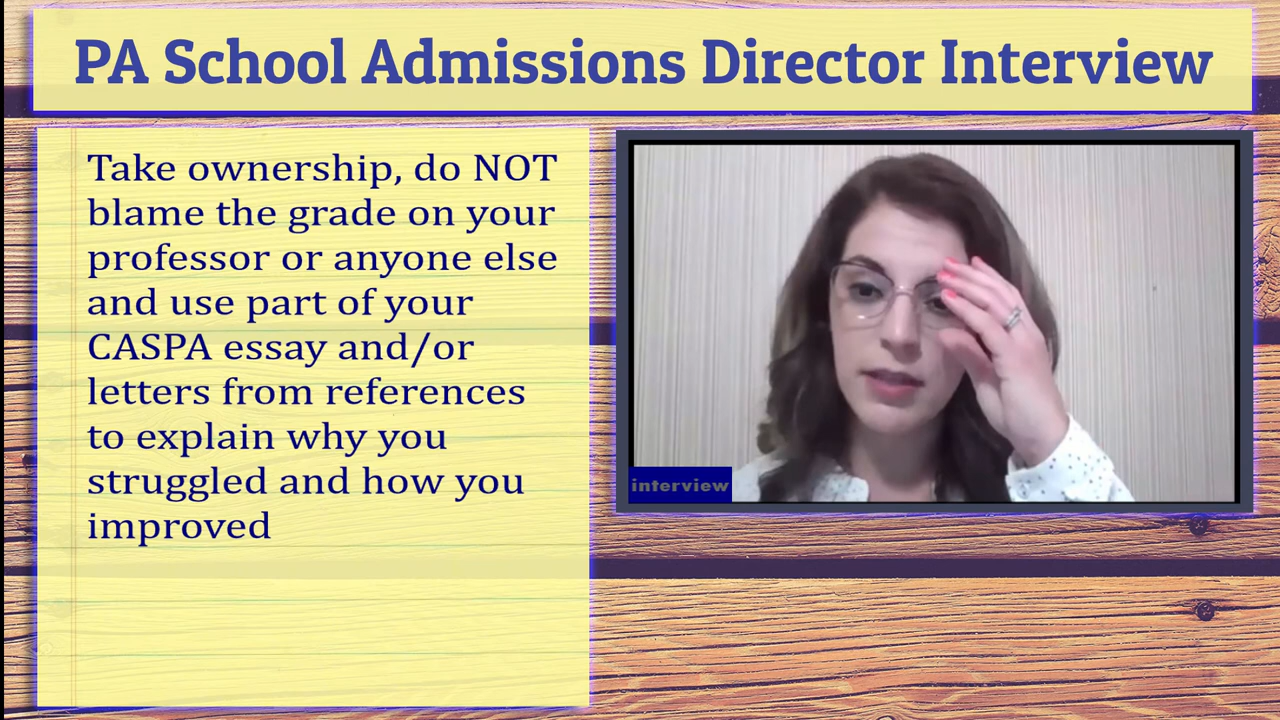 PA School Admissions Director Interview
Take ownership, do NOT
blame the grade on your
professor or anyone else
and use part of your
CASPA essay and/or
letters from references
to explain why you
struggled and how you
improved
interview